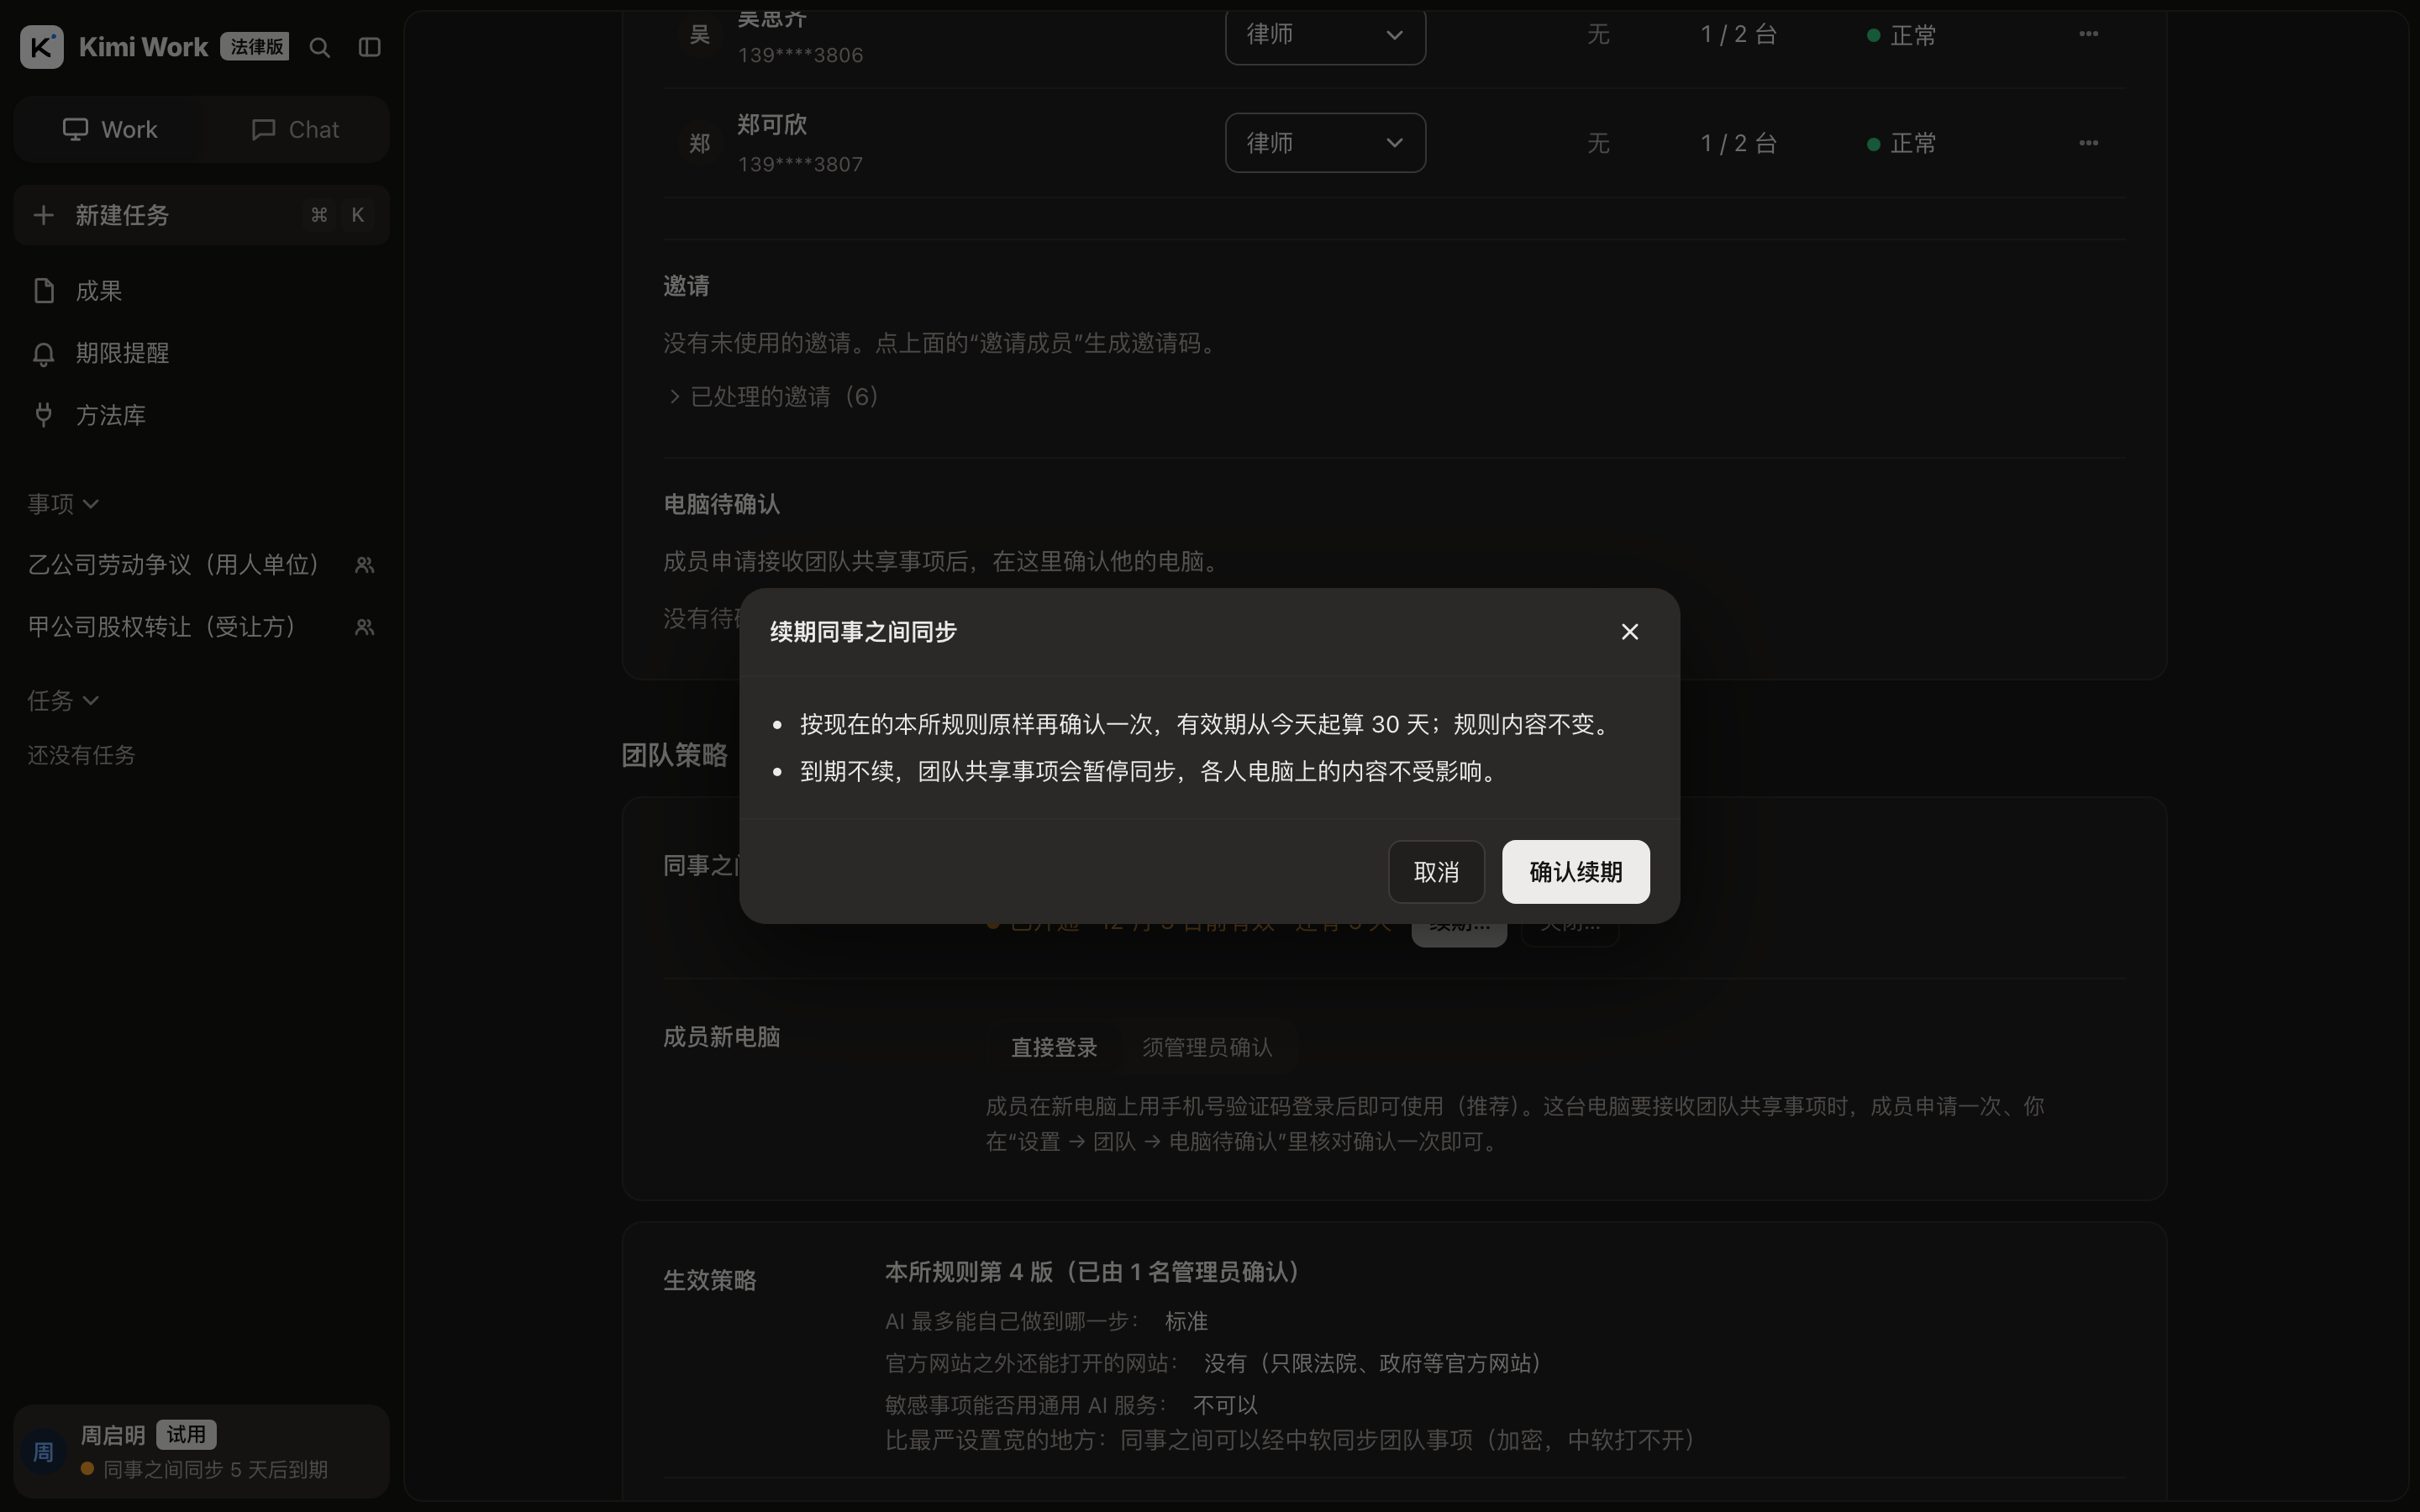 Kimi Work 法律版
Work
Chat
新建任务 ⌘ K
成果
期限提醒
方法库
事项
乙公司劳动争议（用人单位）
甲公司股权转让（受让方）
任务
还没有任务
周 周启明 试用
同事之间同步 5 天后到期
吴 吴思齐
139****3806
律师
无
1 / 2 台
正常
郑 郑可欣
139****3807
律师
无
1 / 2 台
正常
邀请
没有未使用的邀请。点上面的“邀请成员”生成邀请码。
已处理的邀请（6）
电脑待确认
成员申请接收团队共享事项后，在这里确认他的电脑。
没有待
续期同事之间同步
按现在的本所规则原样再确认一次，有效期从今天起算 30 天；规则内容不变。
到期不续，团队共享事项会暂停同步，各人电脑上的内容不受影响。
取消
确认续期
团队策略
同事之
续期...
关闭...
成员新电脑
直接登录
须管理员确认
成员在新电脑上用手机号验证码登录后即可使用（推荐）。这台电脑要接收团队共享事项时，成员申请一次、你
在“设置 → 团队 → 电脑待确认”里核对确认一次即可。
生效策略
本所规则第 4 版（已由 1 名管理员确认）
AI 最多能自己做到哪一步： 标准
官方网站之外还能打开的网站： 没有（只限法院、政府等官方网站）
敏感事项能否用通用 AI 服务： 不可以
比最严设置宽的地方：同事之间可以经中软同步团队事项（加密，中软打不开）